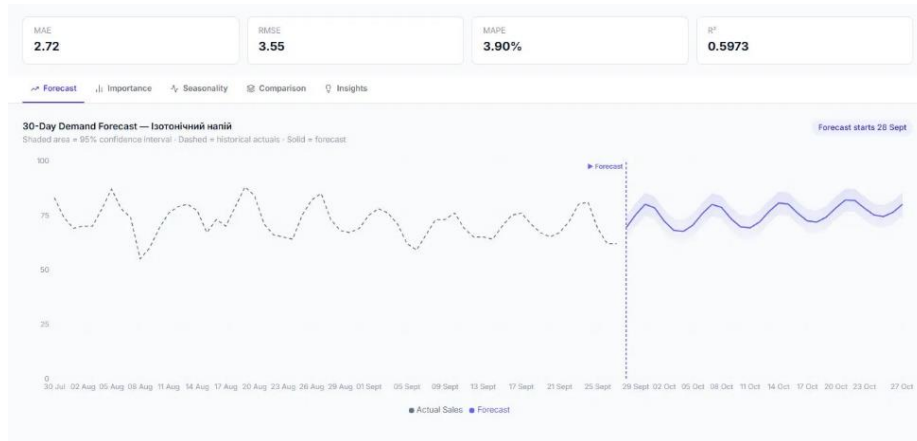 MAE
2.72
RMSE
3.55
MAPE
3.90%
R²
0.5973
Forecast Importance Seasonality Comparison Insights
30-Day Demand Forecast — Ізотонічний напій
Shaded area = 95% confidence interval · Dashed = historical actuals · Solid = forecast
Forecast starts 28 Sept
▶ Forecast
100
75
50
25
0
30 Jul 02 Aug 05 Aug 08 Aug 11 Aug 14 Aug 17 Aug 20 Aug 23 Aug 26 Aug 29 Aug 01 Sept 05 Sept 09 Sept 13 Sept 17 Sept 21 Sept 25 Sept 29 Sept 02 Oct 05 Oct 08 Oct 11 Oct 14 Oct 17 Oct 20 Oct 23 Oct 27 Oct
Actual Sales Forecast